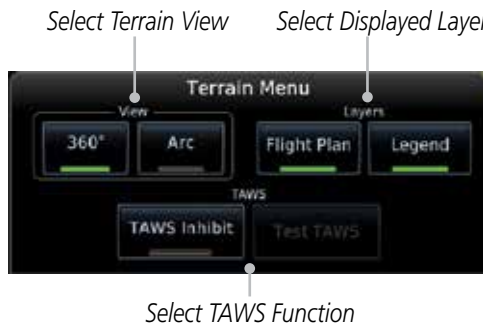 Select Terrain View
Select Displayed Layer
Terrain Menu
View
Layers
360°
Arc
Flight Plan
Legend
TAWS
TAWS Inhibit
Test TAWS
Select TAWS Function